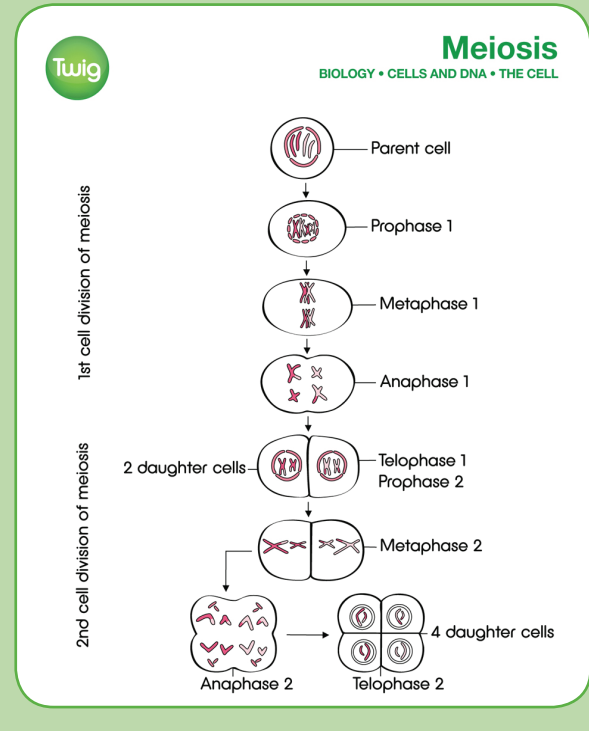 Twig
Meiosis
BIOLOGY • CELLS AND DNA • THE CELL
1st cell division of meiosis
Parent cell
Prophase 1
Metaphase 1
Anaphase 1
2nd cell division of meiosis
2 daughter cells
Telophase 1
Prophase 2
Metaphase 2
4 daughter cells
Anaphase 2
Telophase 2